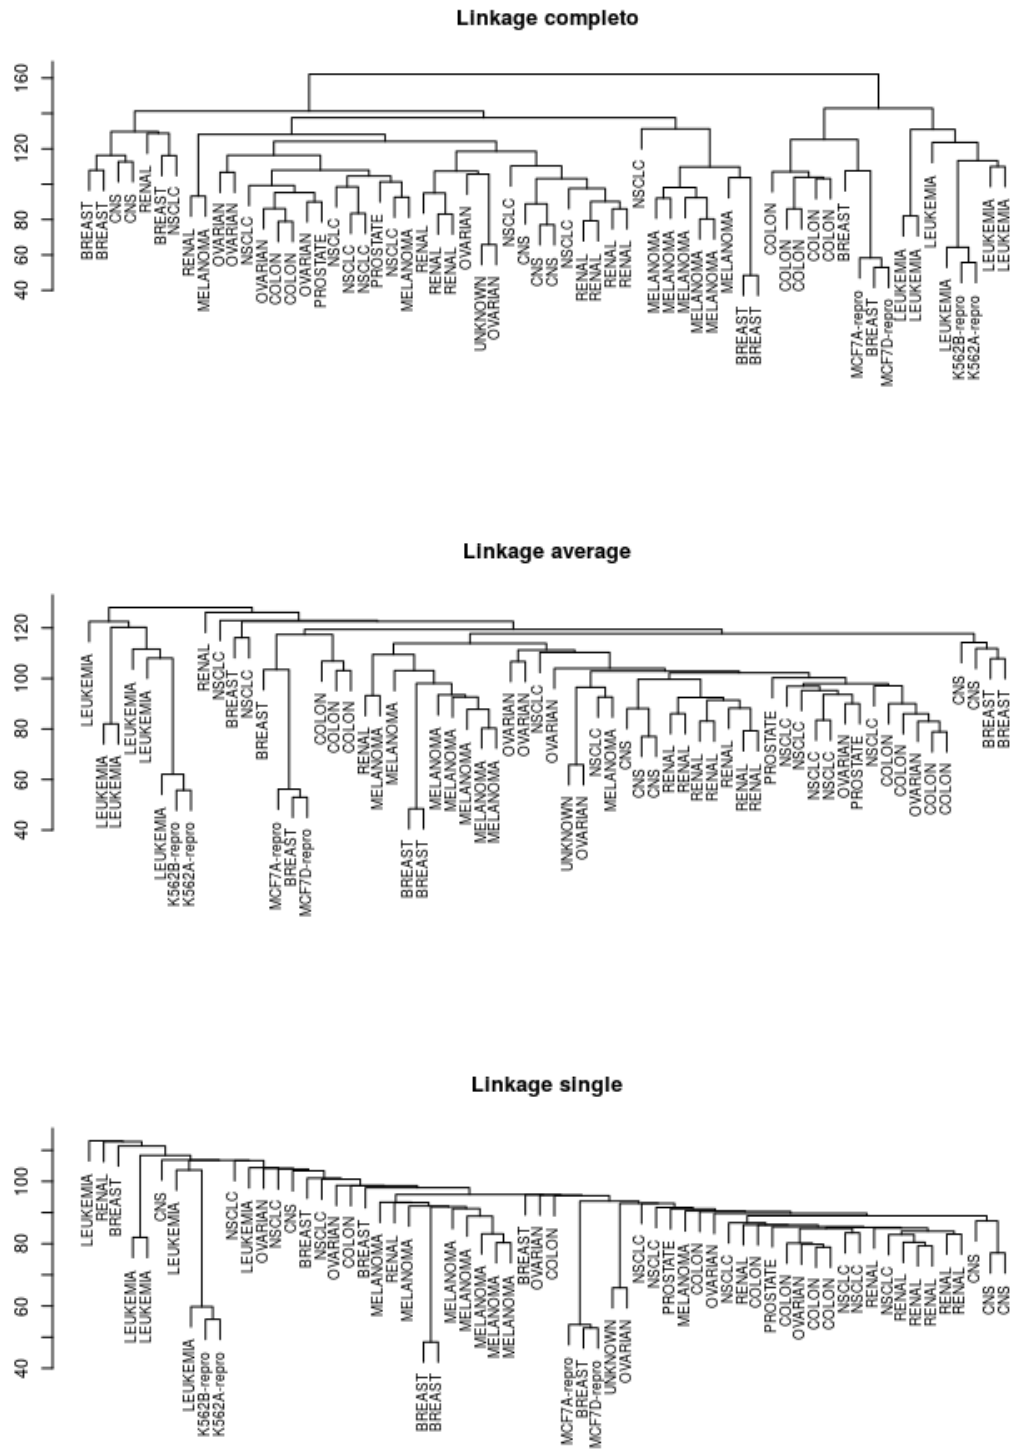 Linkage completo
160
120
80
60
40
BREAST
BREAST
CNS
CNS
RENAL
BREAST
NSCLC
RENAL
MELANOMA
OVARIAN
OVARIAN
NSCLC
OVARIAN
COLON
COLON
OVARIAN
PROSTATE
NSCLC
NSCLC
NSCLC
PROSTATE
NSCLC
MELANOMA
RENAL
RENAL
RENAL
OVARIAN
UNKNOWN
OVARIAN
NSCLC
CNS
CNS
CNS
NSCLC
RENAL
RENAL
RENAL
RENAL
NSCLC
MELANOMA
MELANOMA
MELANOMA
MELANOMA
MELANOMA
MELANOMA
BREAST
BREAST
COLON
COLON
COLON
COLON
COLON
BREAST
MCF7A-repro
BREAST
MCF7D-repro
LEUKEMIA
LEUKEMIA
LEUKEMIA
LEUKEMIA
K562B-repro
K562A-repro
LEUKEMIA
LEUKEMIA
Linkage average
120
100
80
60
40
LEUKEMIA
LEUKEMIA
LEUKEMIA
LEUKEMIA
LEUKEMIA
LEUKEMIA
K562B-repro
K562A-repro
RENAL
NSCLC
BREAST
NSCLC
BREAST
MCF7A-repro
BREAST
MCF7D-repro
COLON
COLON
COLON
RENAL
MELANOMA
MELANOMA
BREAST
BREAST
MELANOMA
MELANOMA
MELANOMA
MELANOMA
MELANOMA
OVARIAN
OVARIAN
NSCLC
OVARIAN
UNKNOWN
OVARIAN
NSCLC
MELANOMA
CNS
CNS
CNS
RENAL
RENAL
RENAL
RENAL
RENAL
RENAL
RENAL
PROSTATE
NSCLC
NSCLC
NSCLC
NSCLC
OVARIAN
PROSTATE
NSCLC
COLON
COLON
OVARIAN
COLON
COLON
CNS
CNS
BREAST
BREAST
Linkage single
100
80
60
40
LEUKEMIA
RENAL
BREAST
LEUKEMIA
LEUKEMIA
CNS
LEUKEMIA
LEUKEMIA
K562B-repro
K562A-repro
NSCLC
LEUKEMIA
OVARIAN
NSCLC
CNS
BREAST
NSCLC
OVARIAN
COLON
BREAST
MELANOMA
RENAL
MELANOMA
BREAST
BREAST
MELANOMA
MELANOMA
MELANOMA
MELANOMA
MELANOMA
BREAST
OVARIAN
COLON
MCF7A-repro
BREAST
MCF7D-repro
UNKNOWN
OVARIAN
NSCLC
NSCLC
PROSTATE
MELANOMA
COLON
OVARIAN
NSCLC
RENAL
COLON
PROSTATE
COLON
OVARIAN
COLON
COLON
NSCLC
NSCLC
RENAL
NSCLC
RENAL
RENAL
RENAL
RENAL
RENAL
CNS
CNS
CNS